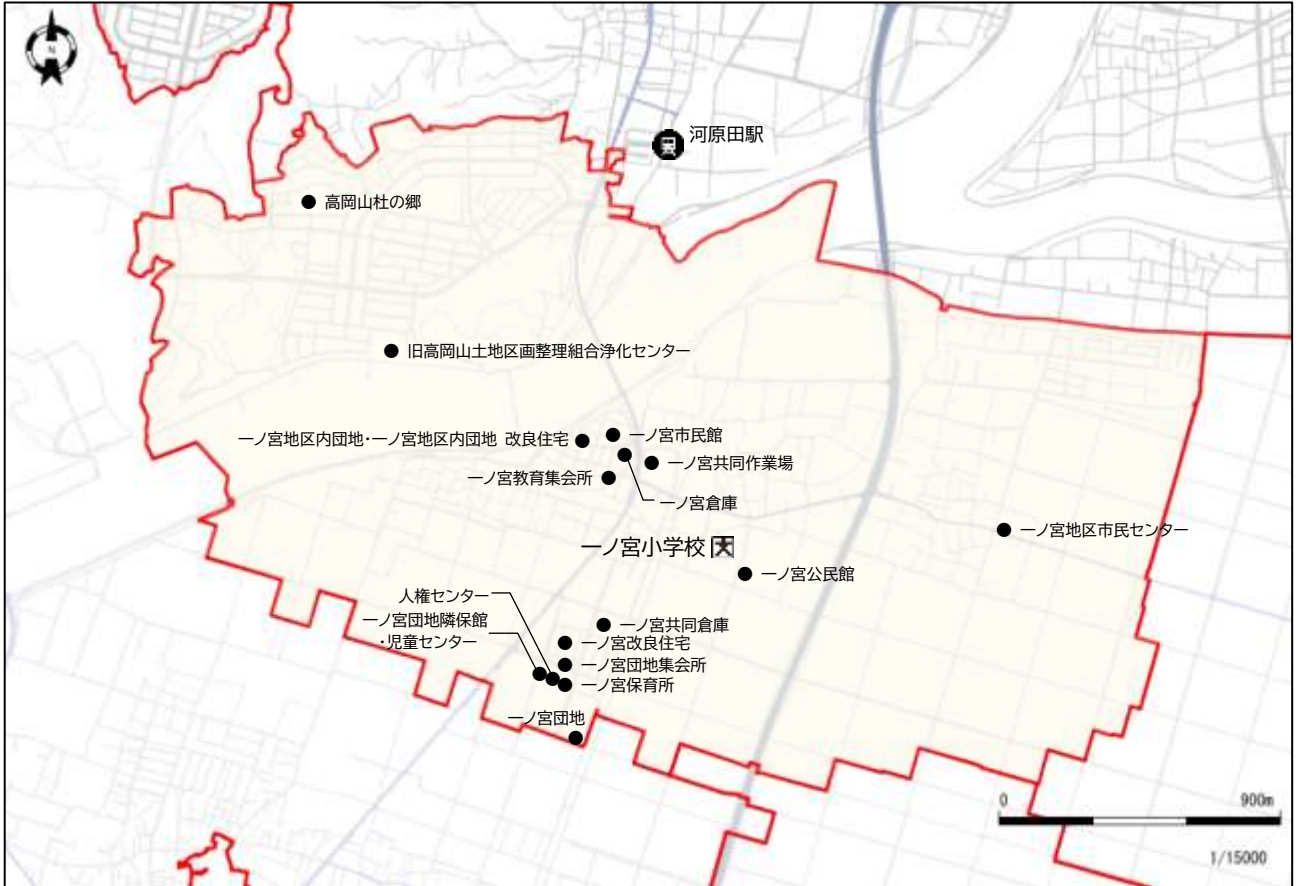 N
河原田駅
高岡山杜の郷
旧高岡山土地区画整理組合浄化センター
一ノ宮地区内団地・一ノ宮地区内団地 改良住宅
一ノ宮市民館
一ノ宮共同作業場
一ノ宮教育集会所
一ノ宮倉庫
一ノ宮地区市民センター
一ノ宮小学校
一ノ宮公民館
人権センター
一ノ宮団地隣保館
・児童センター
一ノ宮共同倉庫
一ノ宮改良住宅
一ノ宮団地集会所
一ノ宮保育所
一ノ宮団地
0 900m
1/15000